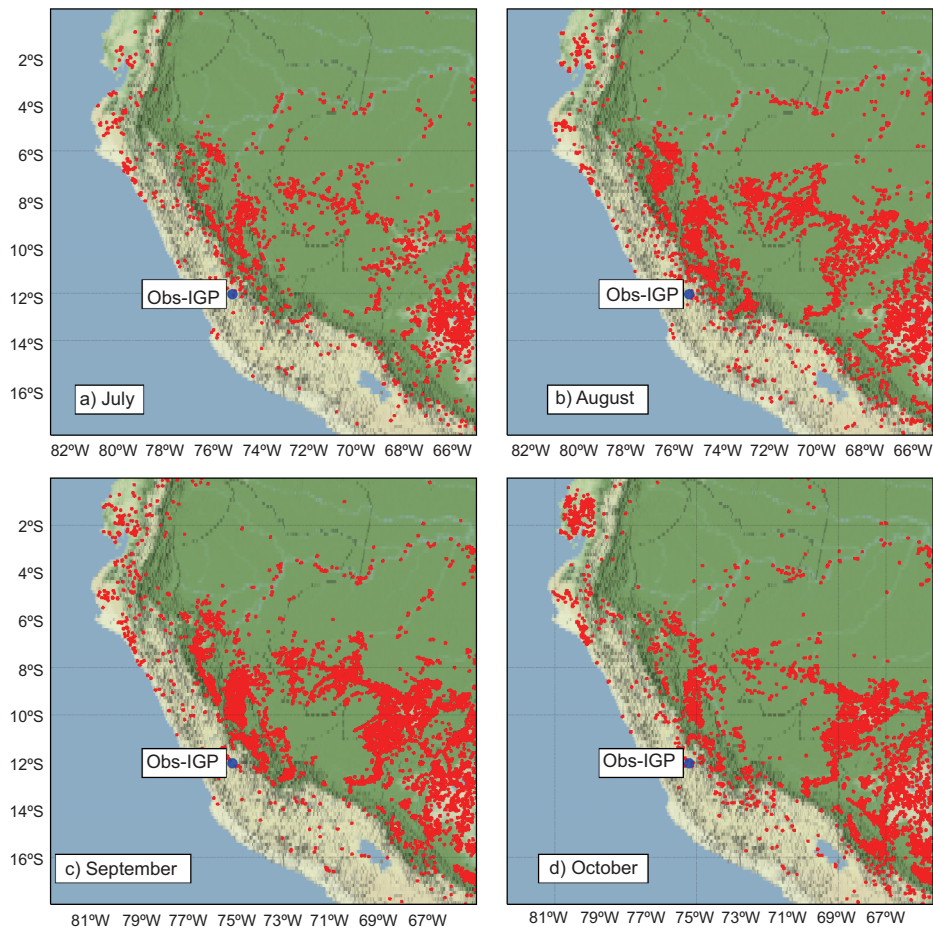 2ºS
4ºS
6ºS
8ºS
10ºS
12ºS
14ºS
16ºS
Obs-IGP
a) July
82ºW 80ºW 78ºW 76ºW 74ºW 72ºW 70ºW 68ºW 66ºW
Obs-IGP
b) August
82ºW 80ºW 78ºW 76ºW 74ºW 72ºW 70ºW 68ºW 66ºW
2ºS
4ºS
6ºS
8ºS
10ºS
12ºS
14ºS
16ºS
Obs-IGP
c) September
81ºW 79ºW 77ºW 75ºW 73ºW 71ºW 69ºW 67ºW
Obs-IGP
d) October
81ºW 79ºW 77ºW 75ºW 73ºW 71ºW 69ºW 67ºW